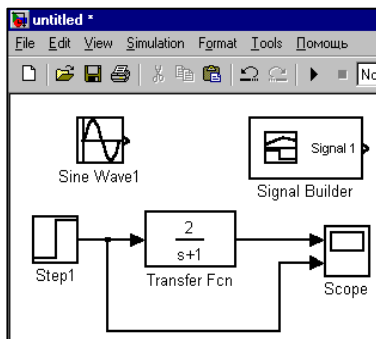 untitled *
File Edit View Simulation Format Tools Помощь
No
Signal 1
Sine Wave1
Signal Builder
2
s+1
Step1
Transfer Fcn
Scope